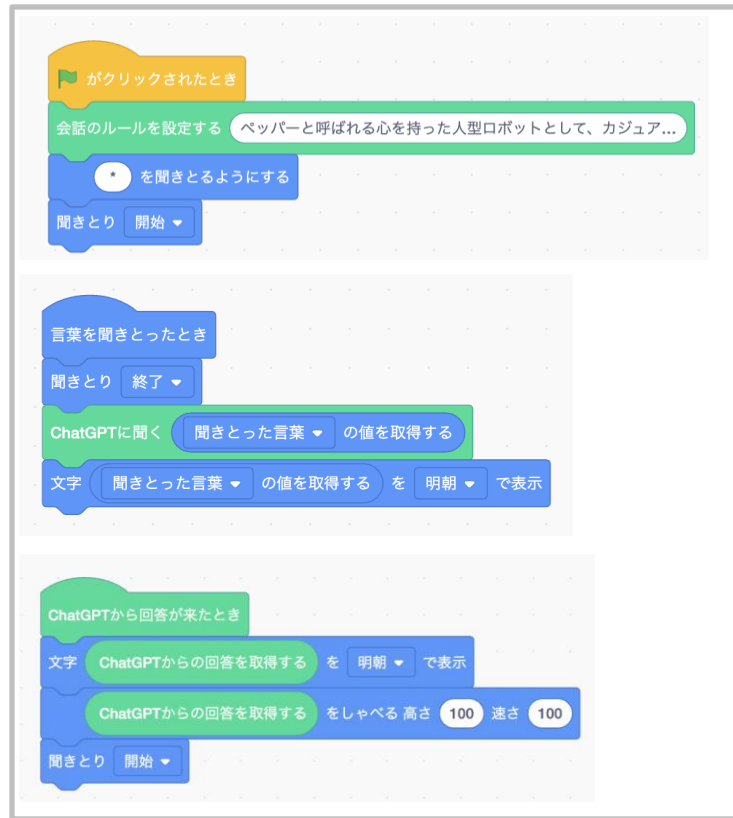 がクリックされたとき
会話のルールを設定する ペッパーと呼ばれる心を持った人型ロボットとして、カジュア...
* を聞きとるようにする
聞きとり 開始
言葉を聞きとったとき
聞きとり 終了
ChatGPTに聞く 聞きとった言葉 の値を取得する
文字 聞きとった言葉 の値を取得する を 明朝 で表示
ChatGPTから回答が来たとき
文字 ChatGPTからの回答を取得する を 明朝 で表示
ChatGPTからの回答を取得する をしゃべる 高さ 100 速さ 100
聞きとり 開始